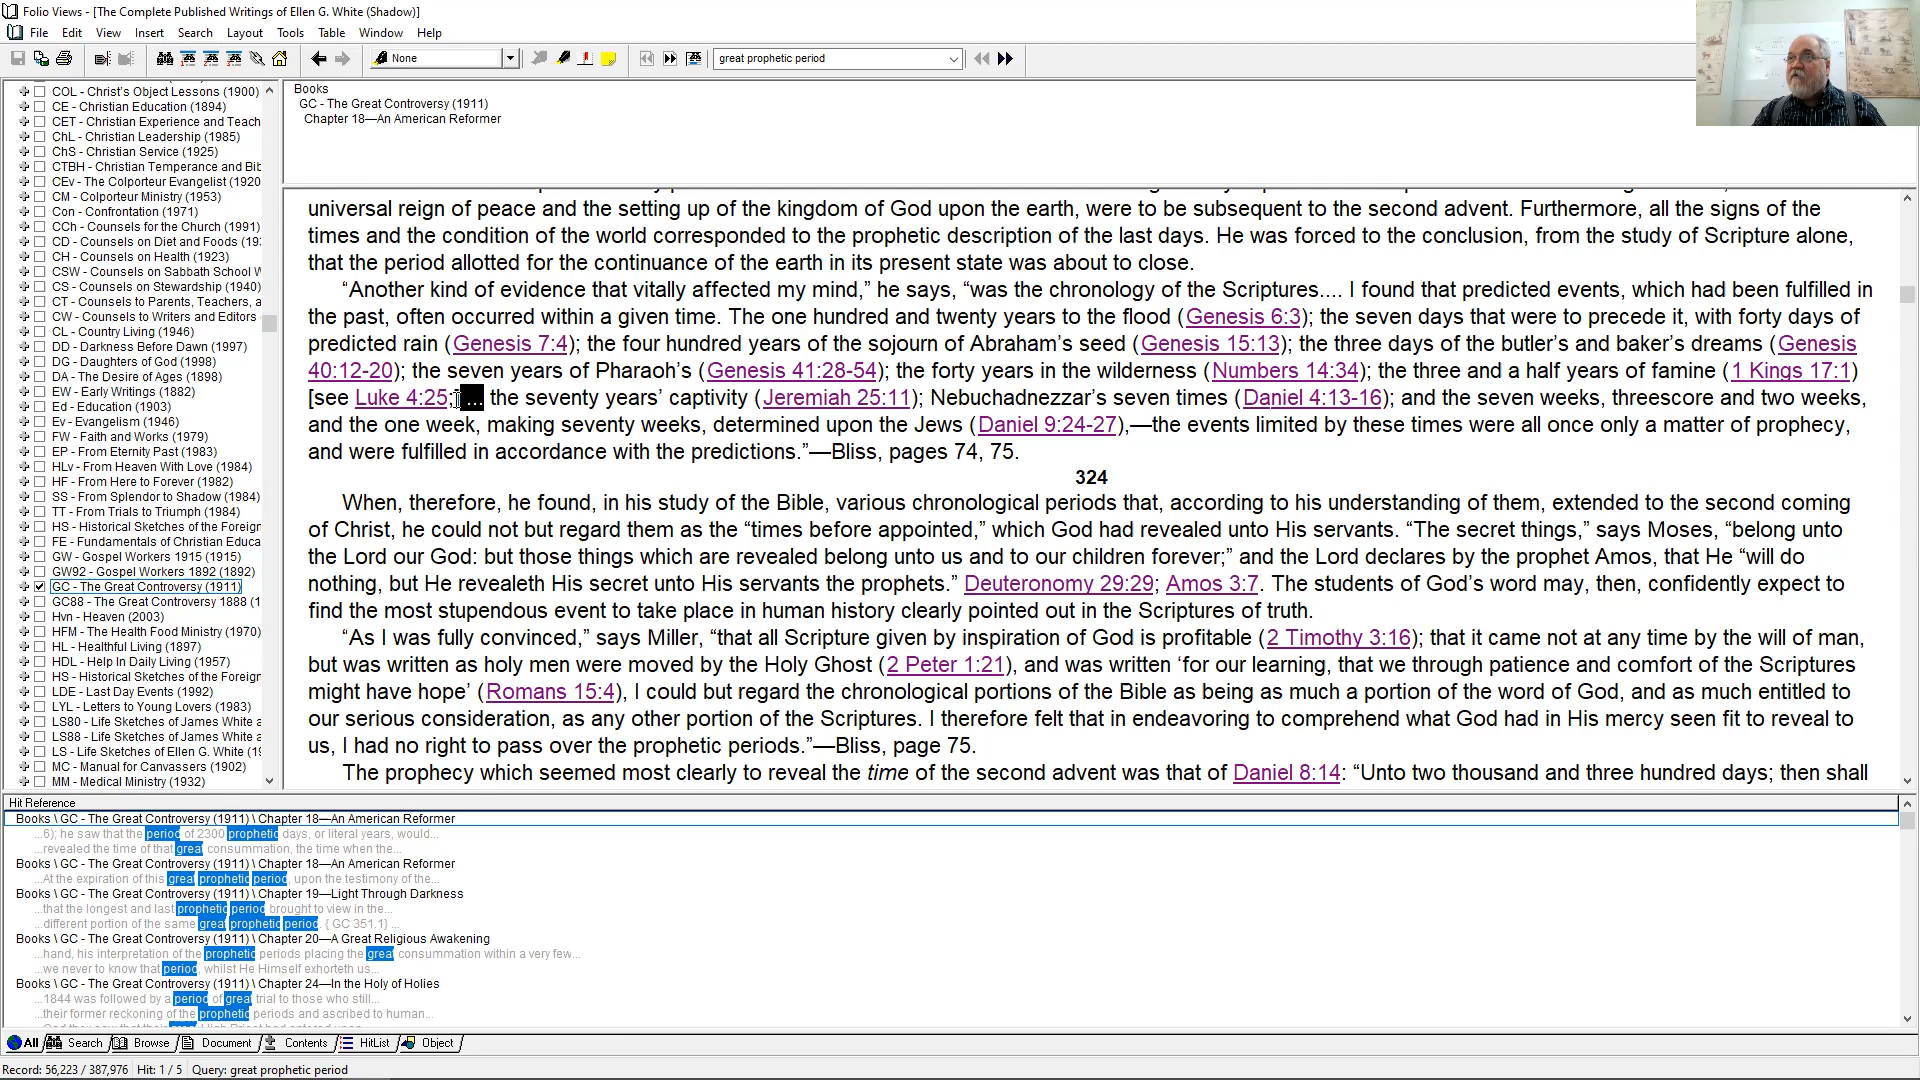 Folio Views - [The Complete Published Writings of Ellen G. White (Shadow)]
File Edit View Insert Search Layout Tools Table Window Help
None great prophetic period
COL - Christ's Object Lessons (1900)
CE - Christian Education (1894)
CET - Christian Experience and Teach
ChL - Christian Leadership (1985)
ChS - Christian Service (1925)
CTBH - Christian Temperance and Bib
CEv - The Colporteur Evangelist (1920
CM - Colporteur Ministry (1953)
Con - Confrontation (1971)
CCh - Counsels for the Church (1991)
CD - Counsels on Diet and Foods (19
CH - Counsels on Health (1923)
CSW - Counsels on Sabbath School W
CS - Counsels on Stewardship (1940)
CT - Counsels to Parents, Teachers, a
CW - Counsels to Writers and Editors
CL - Country Living (1946)
DD - Darkness Before Dawn (1997)
DG - Daughters of God (1998)
DA - The Desire of Ages (1898)
EW - Early Writings (1882)
Ed - Education (1903)
Ev - Evangelism (1946)
FW - Faith and Works (1979)
EP - From Eternity Past (1983)
HLv - From Heaven With Love (1984)
HF - From Here to Forever (1982)
SS - From Splendor to Shadow (1984)
TT - From Trials to Triumph (1984)
HS - Historical Sketches of the Foreign
FE - Fundamentals of Christian Educa
GW - Gospel Workers 1915 (1915)
GW92 - Gospel Workers 1892 (1892)
GC - The Great Controversy (1911)
GC88 - The Great Controversy 1888 (1
Hvn - Heaven (2003)
HFM - The Health Food Ministry (1970)
HL - Healthful Living (1897)
HDL - Help In Daily Living (1957)
HS - Historical Sketches of the Foreign
LDE - Last Day Events (1992)
LYL - Letters to Young Lovers (1983)
LS80 - Life Sketches of James White a
LS88 - Life Sketches of James White a
LS - Life Sketches of Ellen G. White (19
MC - Manual for Canvassers (1902)
MM - Medical Ministry (1932)
Books
GC - The Great Controversy (1911)
Chapter 18—An American Reformer
universal reign of peace and the setting up of the kingdom of God upon the earth, were to be subsequent to the second advent. Furthermore, all the signs of the
times and the condition of the world corresponded to the prophetic description of the last days. He was forced to the conclusion, from the study of Scripture alone,
that the period allotted for the continuance of the earth in its present state was about to close.
“Another kind of evidence that vitally affected my mind,” he says, “was the chronology of the Scriptures.... I found that predicted events, which had been fulfilled in
the past, often occurred within a given time. The one hundred and twenty years to the flood (Genesis 6:3); the seven days that were to precede it, with forty days of
predicted rain (Genesis 7:4); the four hundred years of the sojourn of Abraham’s seed (Genesis 15:13); the three days of the butler’s and baker’s dreams (Genesis
40:12-20); the seven years of Pharaoh’s (Genesis 41:28-54); the forty years in the wilderness (Numbers 14:34); the three and a half years of famine (1 Kings 17:1)
[see Luke 4:25;] ... the seventy years’ captivity (Jeremiah 25:11); Nebuchadnezzar’s seven times (Daniel 4:13-16); and the seven weeks, threescore and two weeks,
and the one week, making seventy weeks, determined upon the Jews (Daniel 9:24-27),—the events limited by these times were all once only a matter of prophecy,
and were fulfilled in accordance with the predictions.”—Bliss, pages 74, 75.
324
When, therefore, he found, in his study of the Bible, various chronological periods that, according to his understanding of them, extended to the second coming
of Christ, he could not but regard them as the “times before appointed,” which God had revealed unto His servants. “The secret things,” says Moses, “belong unto
the Lord our God: but those things which are revealed belong unto us and to our children forever;” and the Lord declares by the prophet Amos, that He “will do
nothing, but He revealeth His secret unto His servants the prophets.” Deuteronomy 29:29; Amos 3:7. The students of God’s word may, then, confidently expect to
find the most stupendous event to take place in human history clearly pointed out in the Scriptures of truth.
“As I was fully convinced,” says Miller, “that all Scripture given by inspiration of God is profitable (2 Timothy 3:16); that it came not at any time by the will of man,
but was written as holy men were moved by the Holy Ghost (2 Peter 1:21), and was written ‘for our learning, that we through patience and comfort of the Scriptures
might have hope’ (Romans 15:4), I could but regard the chronological portions of the Bible as being as much a portion of the word of God, and as much entitled to
our serious consideration, as any other portion of the Scriptures. I therefore felt that in endeavoring to comprehend what God had in His mercy seen fit to reveal to
us, I had no right to pass over the prophetic periods.”—Bliss, page 75.
The prophecy which seemed most clearly to reveal the time of the second advent was that of Daniel 8:14: “Unto two thousand and three hundred days; then shall
Hit Reference
Books \ GC - The Great Controversy (1911) \ Chapter 18—An American Reformer
...6); he saw that the period of 2300 prophetic days, or literal years, would...
...revealed the time of that great consummation, the time when the...
Books \ GC - The Great Controversy (1911) \ Chapter 18—An American Reformer
...At the expiration of this great prophetic period, upon the testimony of the...
Books \ GC - The Great Controversy (1911) \ Chapter 19—Light Through Darkness
...that the longest and last prophetic period brought to view in the...
...different portion of the same great prophetic period. { GC 351.1} ...
Books \ GC - The Great Controversy (1911) \ Chapter 20—A Great Religious Awakening
...hand, his interpretation of the prophetic periods placing the great consummation within a very few...
...we never to know that period, whilst He Himself exhorteth us...
Books \ GC - The Great Controversy (1911) \ Chapter 24—In the Holy of Holies
...1844 was followed by a period of great trial to those who still...
...their former reckoning of the prophetic periods and ascribed to human...
All Search Browse Document Contents HitList Object
Record: 56,223 / 387,976 Hit: 1 / 5 Query: great prophetic period